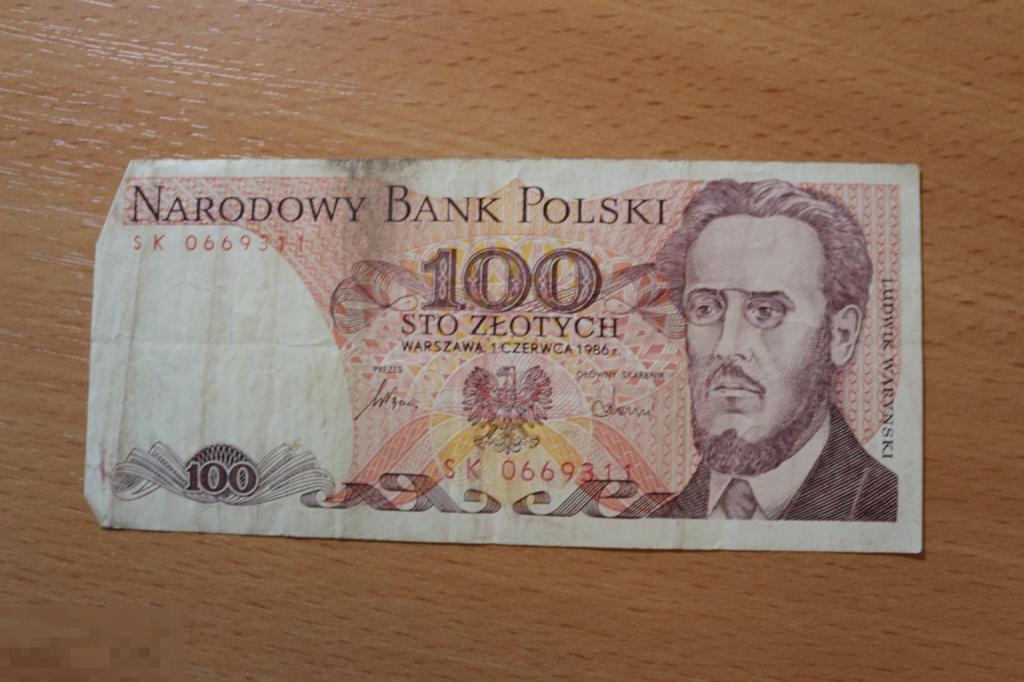 NARODOWY BANK POLSKI
SK 0669311
100
STO ZŁOTYCH
WARSZAWA, 1 CZERWCA 1986 r.
PREZES
GŁÓWNY SKARBNIK
LUDWIK WARYŃSKI
SK 0669311
100